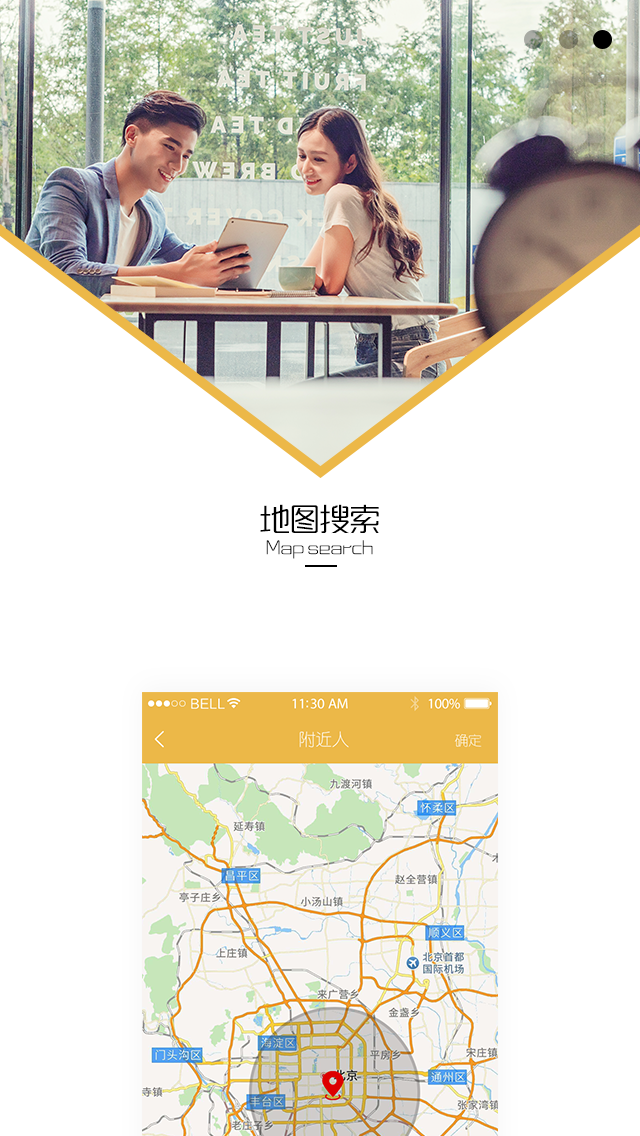 JUST TEA
FRUIT TEA
D TEA
BREW
K COVER T
地图搜索
Map search
BELL
11:30 AM
100%
附近人
确定
九渡河镇
怀柔区
延寿镇
昌平区
赵全营镇
亭子庄乡
小汤山镇
顺义区
上庄镇
北京首都
国际机场
来广营乡
金盏乡
海淀区
门头沟区
平房乡
宋庄镇
北京
通州区
寺镇
丰台区
张家湾镇
老庄子乡